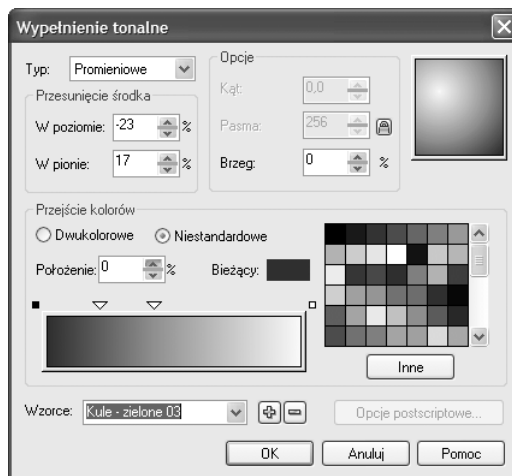 Wypełnienie tonalne
Typ: Promieniowe
Przesunięcie środka
W poziomie: -23 %
W pionie: 17 %
Opcje
Kąt: 0,0
Pasma: 256
Brzeg: 0 %
Przejście kolorów
Dwukolorowe Niestandardowe
Położenie: 0 % Bieżący:
Inne
Wzorce: Kule - zielone 03 Opcje postscriptowe...
OK Anuluj Pomoc